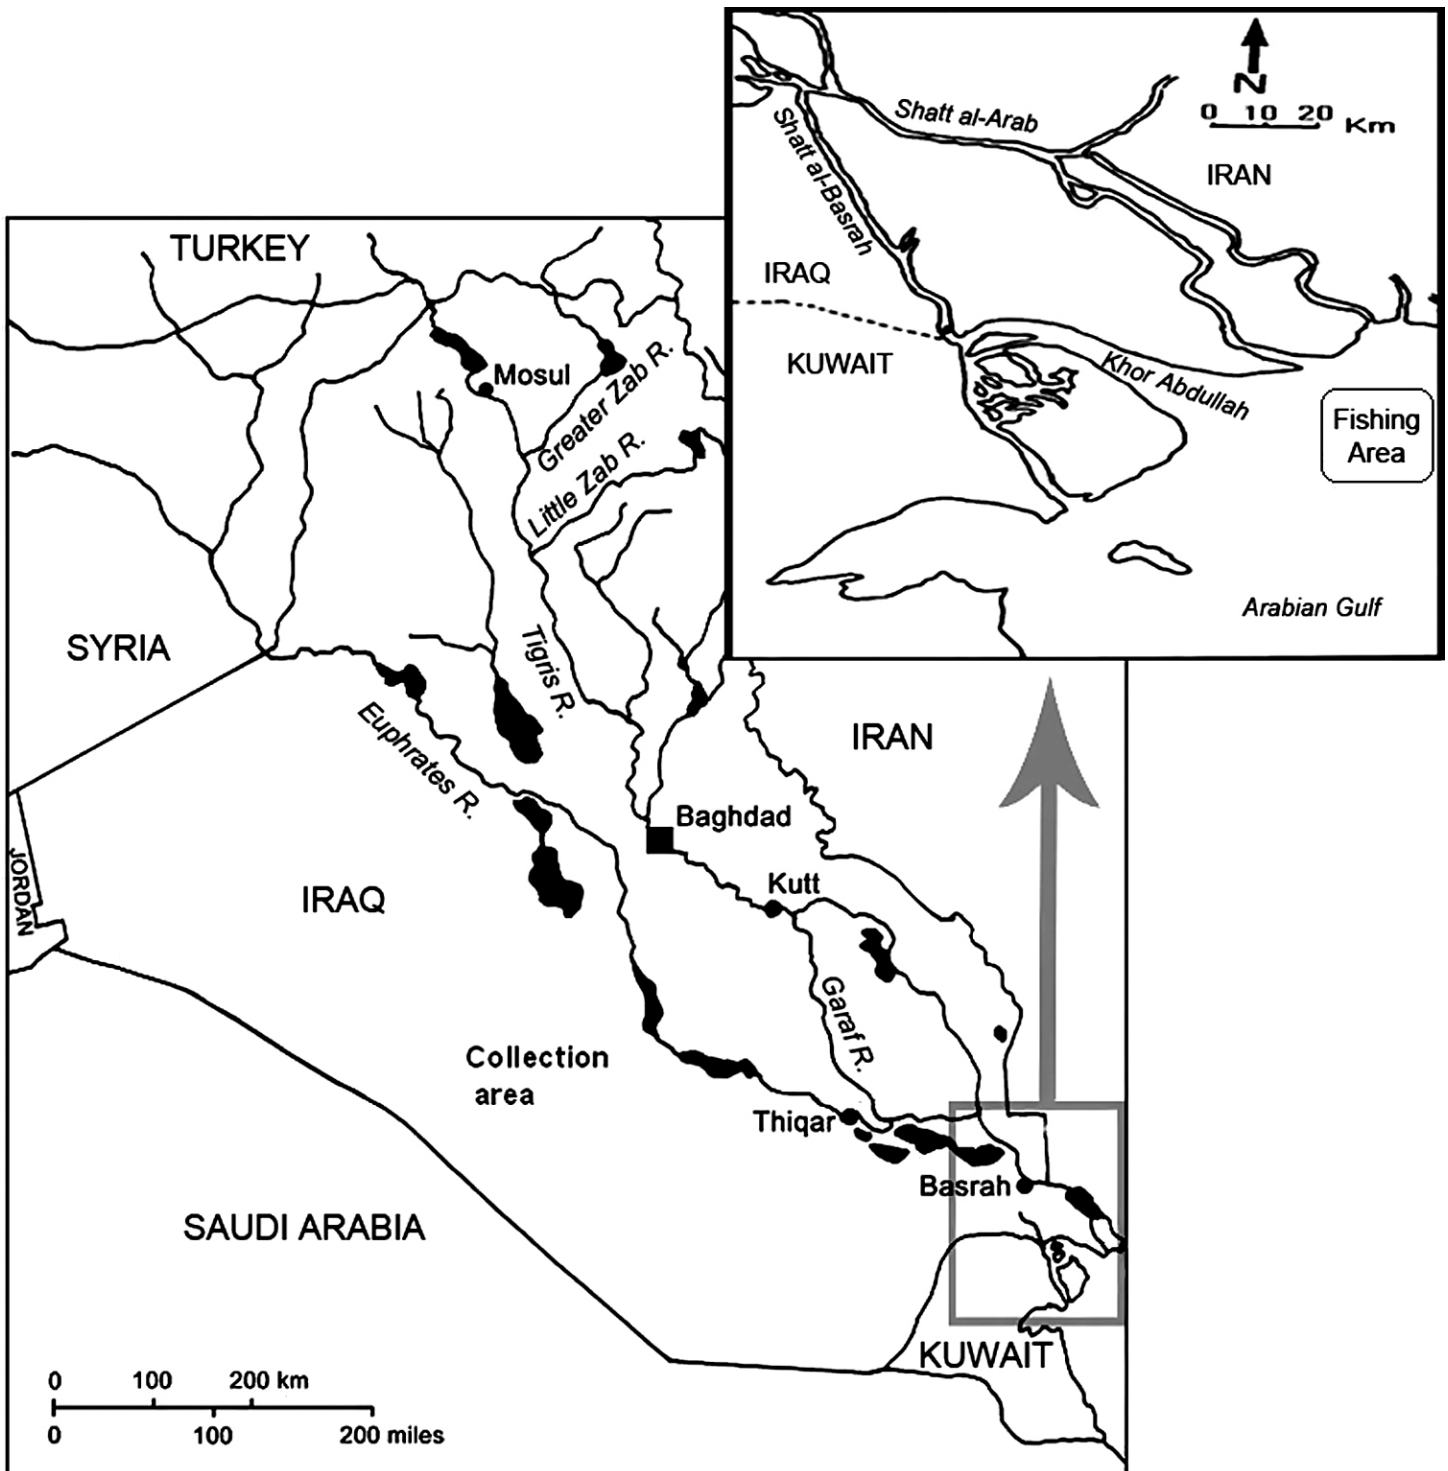 N
0 10 20 Km
Shatt al-Arab
Shatt al-Basrah
IRAN
IRAQ
KUWAIT
Khor Abdullah
Fishing
Area
Arabian Gulf
TURKEY
Mosul
Greater Zab R.
Little Zab R.
SYRIA
Tigris R.
Euphrates R.
IRAN
Baghdad
Kutt
JORDAN
IRAQ
Garaf R.
Collection
area
Thiqar
Basrah
SAUDI ARABIA
KUWAIT
0 100 200 km
0 100 200 miles